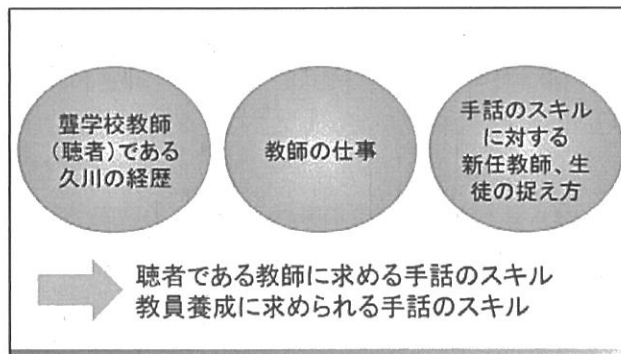 聾学校教師
（聴者）である
久川の経歴
教師の仕事
手話のスキル
に対する
新任教師、生
徒の捉え方
聴者である教師に求める手話のスキル
教員養成に求められる手話のスキル